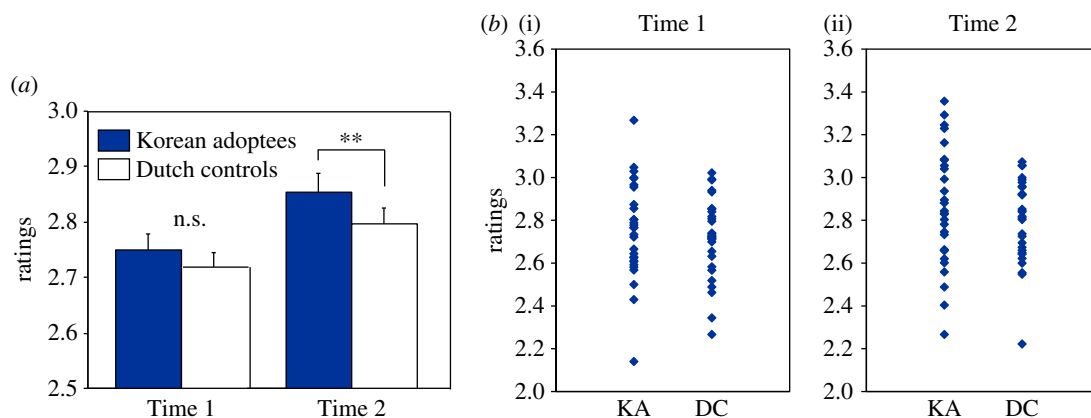 (a)
ratings
3.0
2.9
2.8
2.7
2.6
2.5
Korean adoptees
Dutch controls
n.s.
**
Time 1 Time 2
(b) (i) Time 1
ratings
3.6
3.4
3.2
3.0
2.8
2.6
2.4
2.2
2.0
KA DC
(ii) Time 2
3.6
3.4
3.2
3.0
2.8
2.6
2.4
2.2
2.0
KA DC